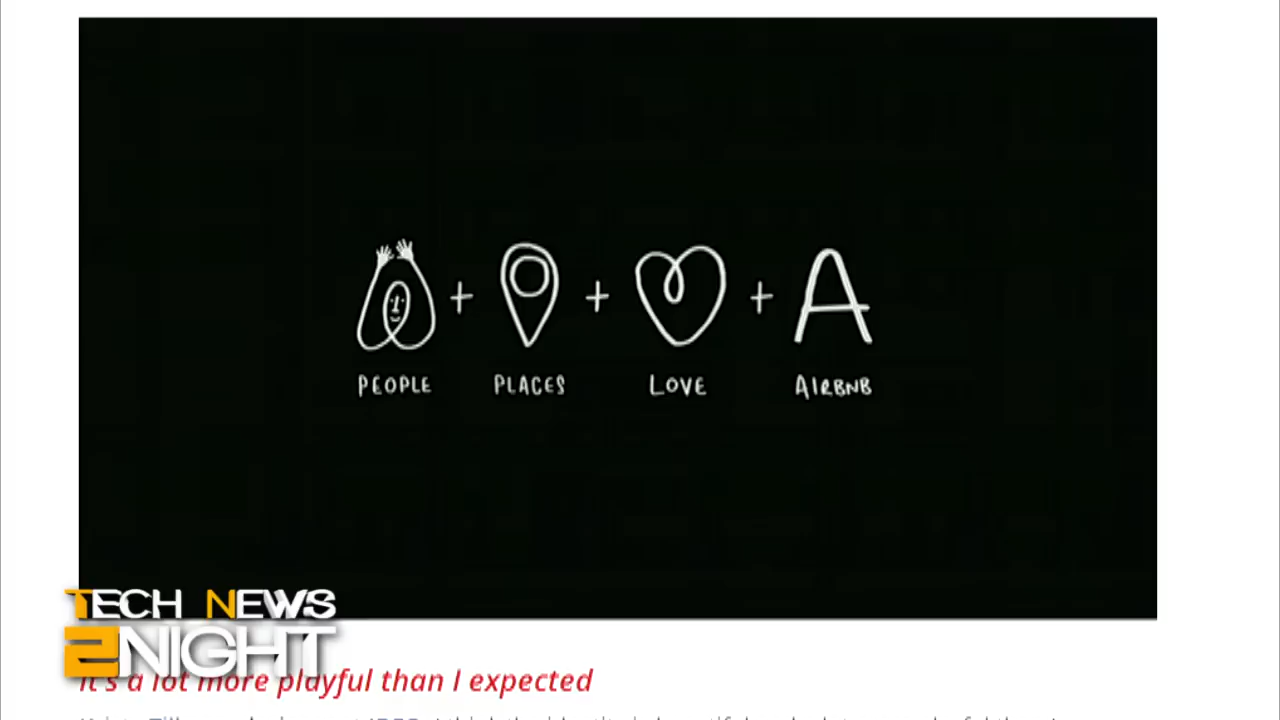 PEOPLE + PLACES + LOVE + AIRBNB
A
TECH NEWS
2NIGHT
It's a lot more playful than I expected